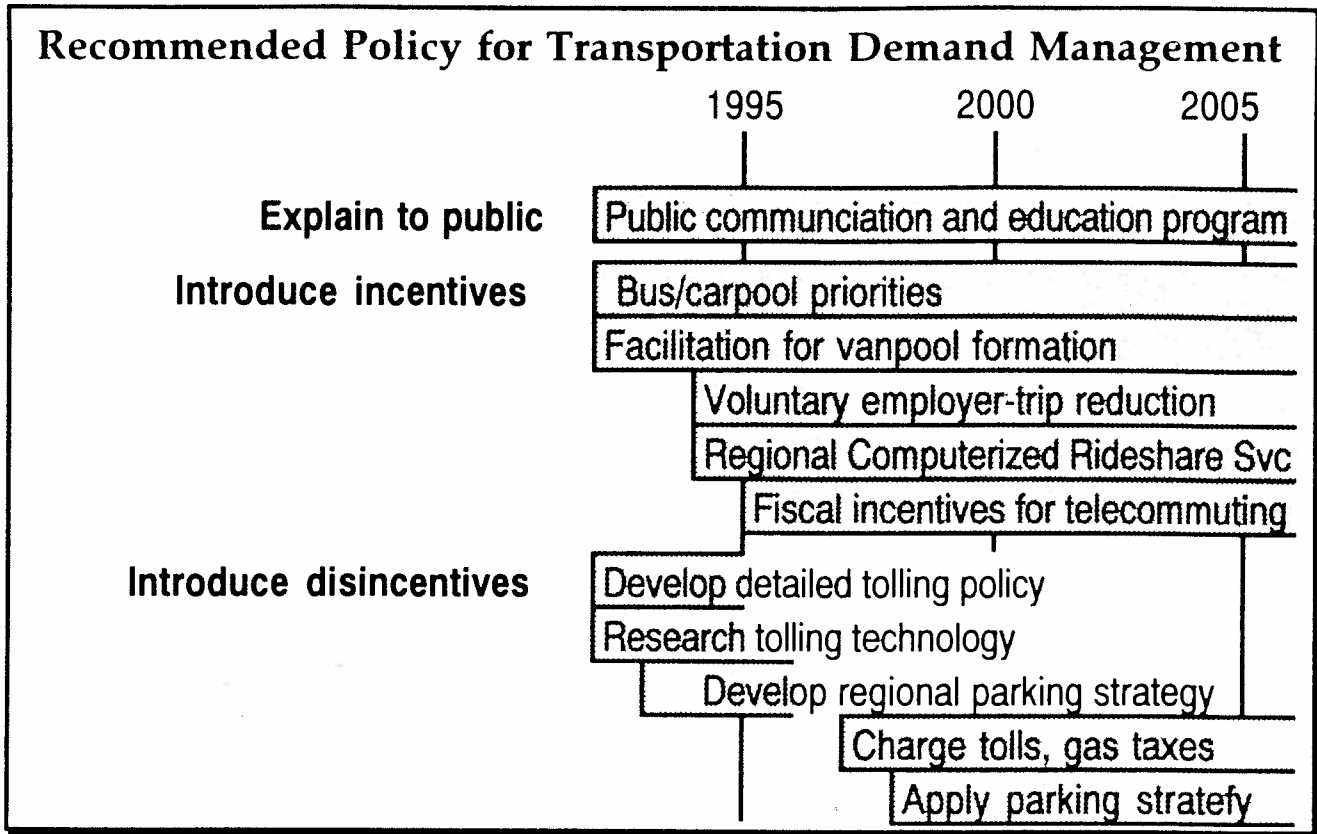 Recommended Policy for Transportation Demand Management
1995 2000 2005
Explain to public Public communciation and education program
Introduce incentives Bus/carpool priorities
Facilitation for vanpool formation
Voluntary employer-trip reduction
Regional Computerized Rideshare Svc
Fiscal incentives for telecommuting
Introduce disincentives Develop detailed tolling policy
Research tolling technology
Develop regional parking strategy
Charge tolls, gas taxes
Apply parking stratefy